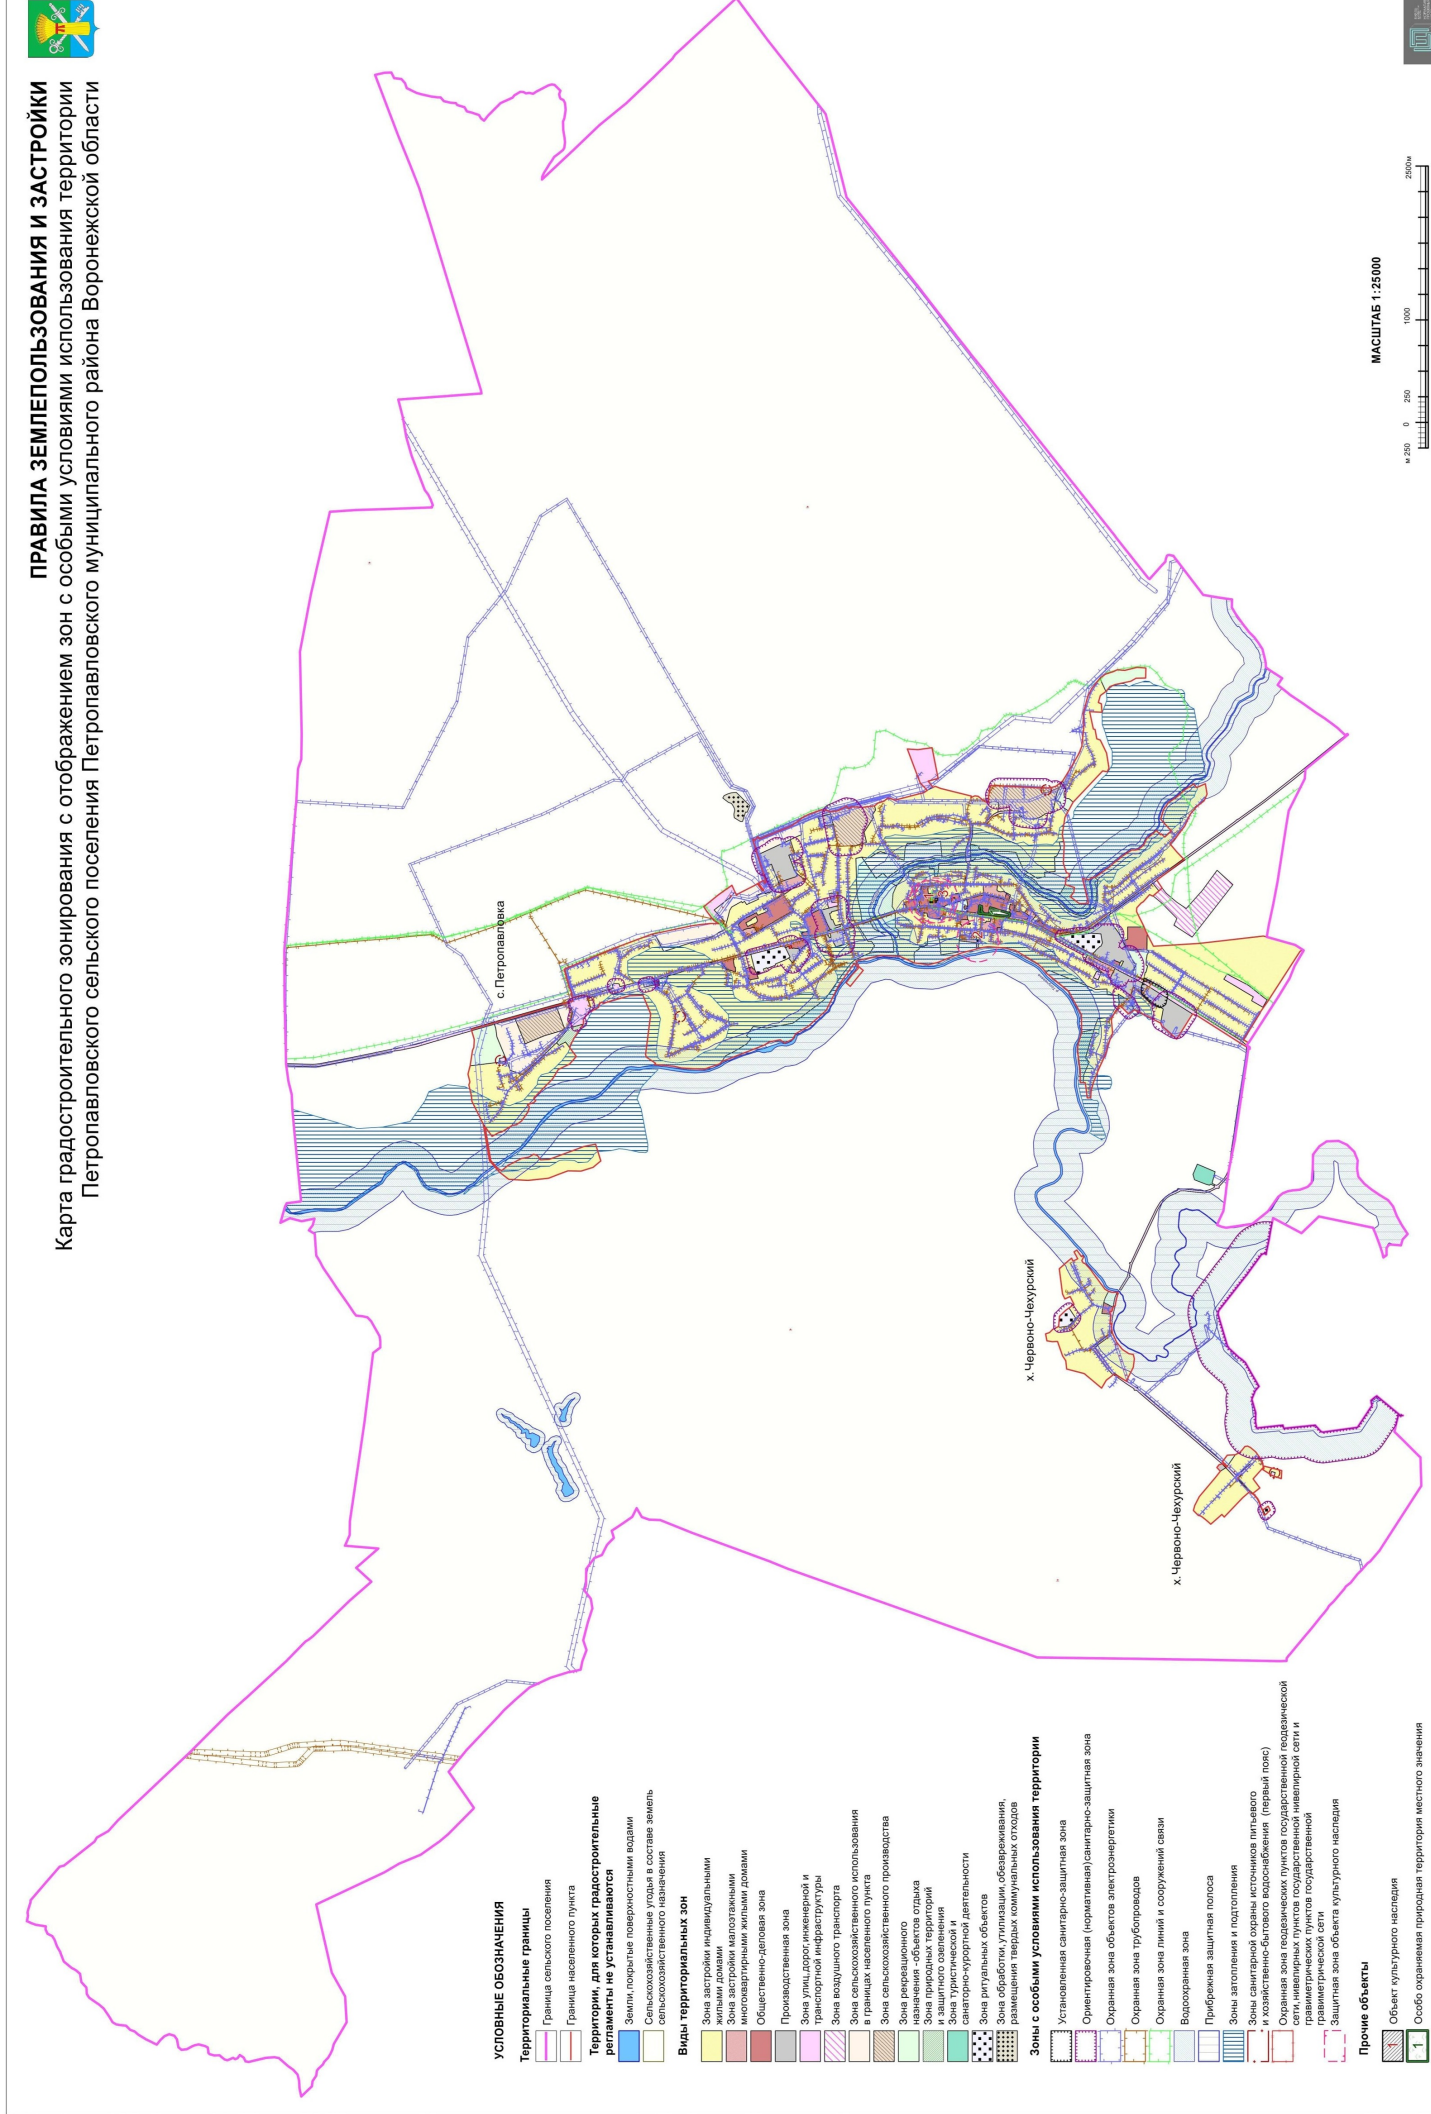 ПРАВИЛА ЗЕМЛЕПОЛЬЗОВАНИЯ И ЗАСТРОЙКИ
Карта градостроительного зонирования с отображением зон с особыми условиями использования территории
Петропавловского сельского поселения Петропавловского муниципального района Воронежской области
с. Петропавловка
х. Червоно-Чехурский
х. Червоно-Чехурский
МАСШТАБ 1:25000
м 250 0 250 1000 2500м
УСЛОВНЫЕ ОБОЗНАЧЕНИЯ
Территориальные границы
Граница сельского поселения
Граница населенного пункта
Территории, для которых градостроительные
регламенты не устанавливаются
Земли, покрытые поверхностными водами
Сельскохозяйственные угодья в составе земель
сельскохозяйственного назначения
Виды территориальных зон
Зона застройки индивидуальными
жилыми домами
Зона застройки малоэтажными
многоквартирными жилыми домами
Общественно-деловая зона
Производственная зона
Зона улиц, дорог, инженерной и
транспортной инфраструктуры
Зона воздушного транспорта
Зона сельскохозяйственного использования
в границах населенного пункта
Зона сельскохозяйственного производства
Зона рекреационного
назначения -объектов отдыха
Зона природных территорий
и защитного озеленения
Зона туристической и
санаторно-курортной деятельности
Зона ритуальных объектов
Зона обработки, утилизации, обезвреживания,
размещения твердых коммунальных отходов
Зоны с особыми условиями использования территории
Установленная санитарно-защитная зона
Ориентировочная (нормативная) санитарно-защитная зона
Охранная зона объектов электроэнергетики
Охранная зона трубопроводов
Охранная зона линий и сооружений связи
Водоохранная зона
Прибрежная защитная полоса
Зоны затопления и подтопления
Зоны санитарной охраны источников питьевого
и хозяйственно-бытового водоснабжения (первый пояс)
Охранная зона геодезических пунктов государственной геодезической
сети, нивелирных пунктов государственной нивелирной сети и
гравиметрических пунктов государственной
гравиметрической сети
Защитная зона объекта культурного наследия
Прочие объекты
1 Объект культурного наследия
1 Особо охраняемая природная территория местного значения